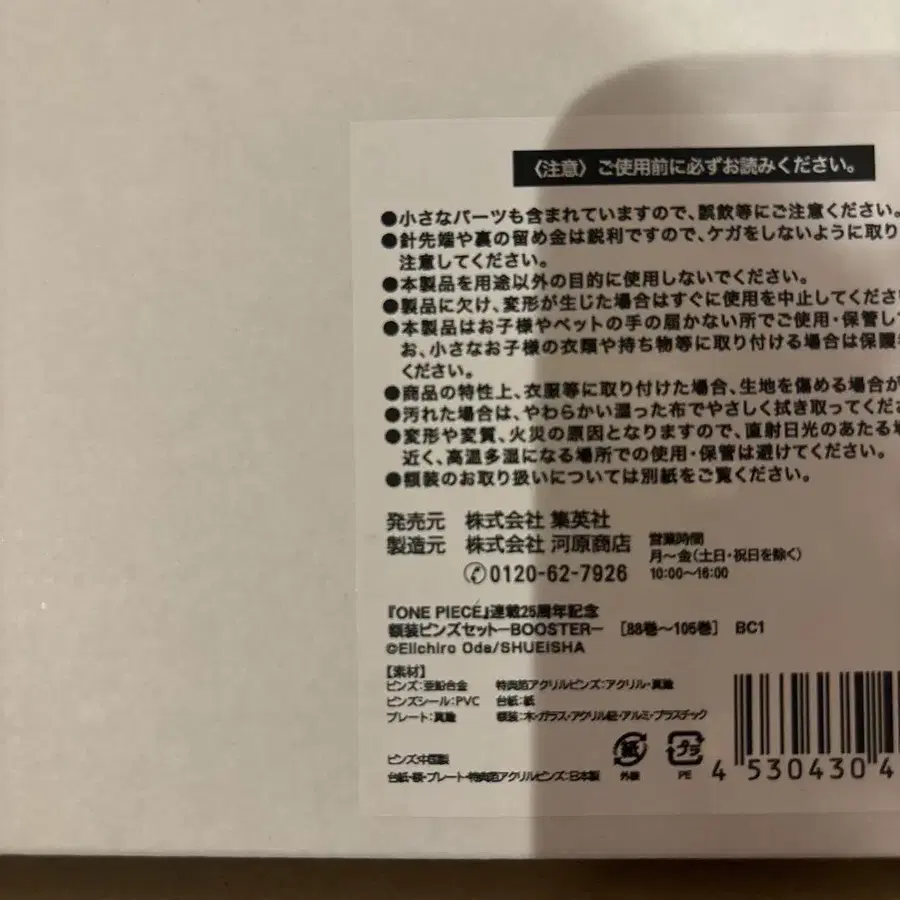 〈注意〉ご使用前に必ずお読みください。
●小さなパーツも含まれていますので、誤飲等にご注意ください。
●針先端や裏の留め金は鋭利ですので、ケガをしないように取り
注意してください。
●本製品を用途以外の目的に使用しないでください。
●製品に欠け、変形が生じた場合はすぐに使用を中止してくださ
●本製品はお子様やペットの手の届かない所でご使用・保管して
お、小さなお子様の衣類や持ち物等に取り付ける場合は保護
ください。
●商品の特性上、衣服等に取り付けた場合、生地を傷める場合が
●汚れた場合は、やわらかい湿った布でやさしく拭き取ってくだ
●変形や変質、火災の原因となりますので、直射日光のあたる
近く、高温多湿になる場所での使用・保管は避けてください。
●額装のお取り扱いについては別紙をご覧ください。
発売元 株式会社 集英社
製造元 株式会社 河原商店 営業時間
月〜金(土日・祝日を除く)
0120-62-7926 10:00〜16:00
『ONE PIECE』連載25周年記念
額装ピンズセット−BOOSTER− [88巻〜105巻] BC1
©Eiichiro Oda/SHUEISHA
【素材】
ピンズ:亜鉛合金 特典箔アクリルピンズ:アクリル・真鍮
ピンズシール:PVC 台紙:紙
プレート:真鍮 額装:木・ガラス・アクリル絵・アルミ・プラスチック
ピンズ:中国製
台紙・額・プレート・特典箔アクリルピンズ:日本製
紙 外装
プラ PE
4 530430 4